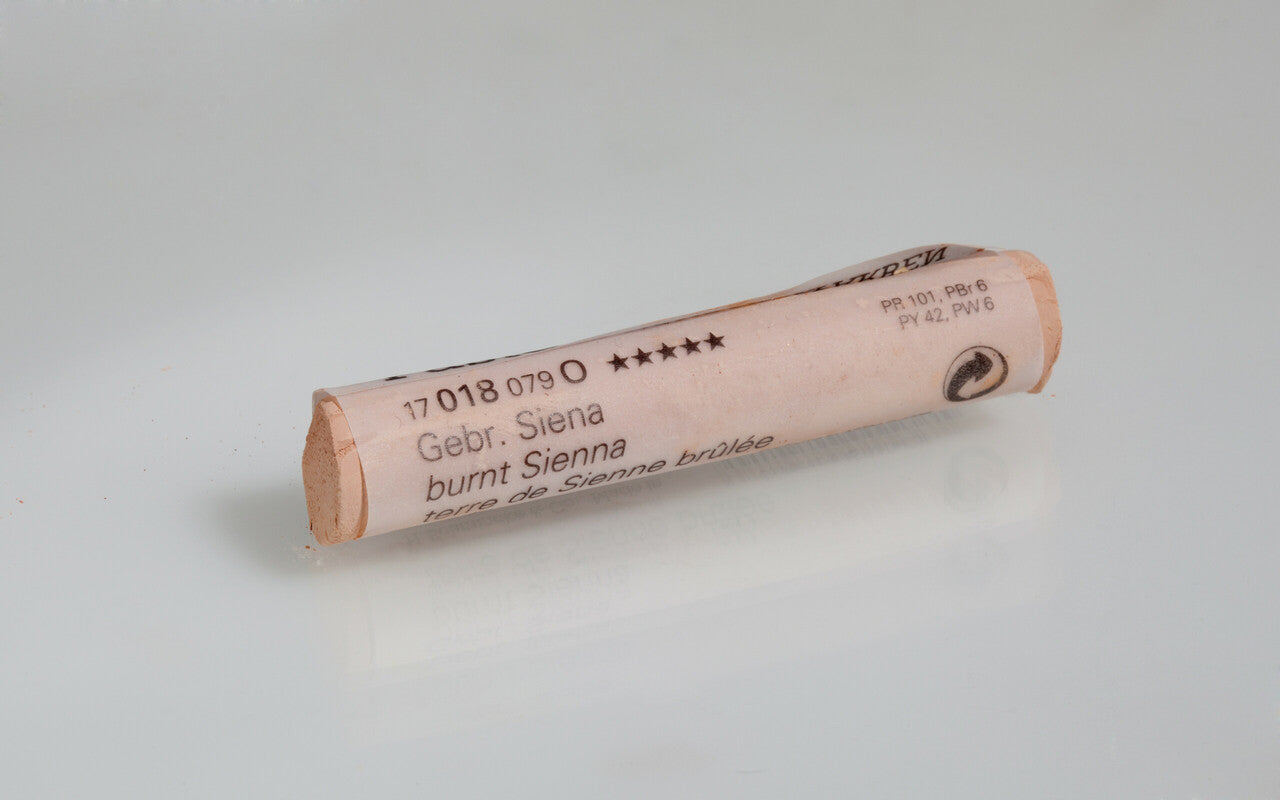 17 018 079 O ★★★★★
Gebr. Siena
burnt Sienna
terre de Sienne brûlée
PR 101, PBr 6
PY 42, PW 6